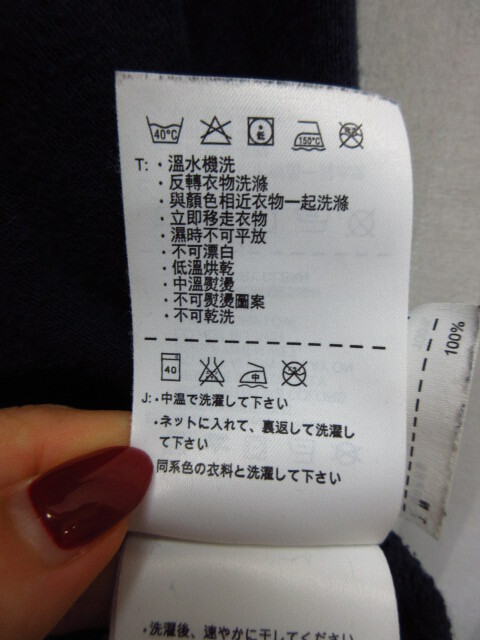 40°C 低 150°C 乾洗
T: ・溫水機洗
・反轉衣物洗滌
・與顏色相近衣物一起洗滌
・立即移走衣物
・濕時不可平放
・不可漂白
・低溫烘乾
・中溫熨燙
・不可熨燙圖案
・不可乾洗
40 中
J: ・中温で洗濯して下さい
・ネットに入れて、裏返して洗濯し
て下さい
同系色の衣料と洗濯して下さい
・洗濯後、速やかに干してください
100%
M